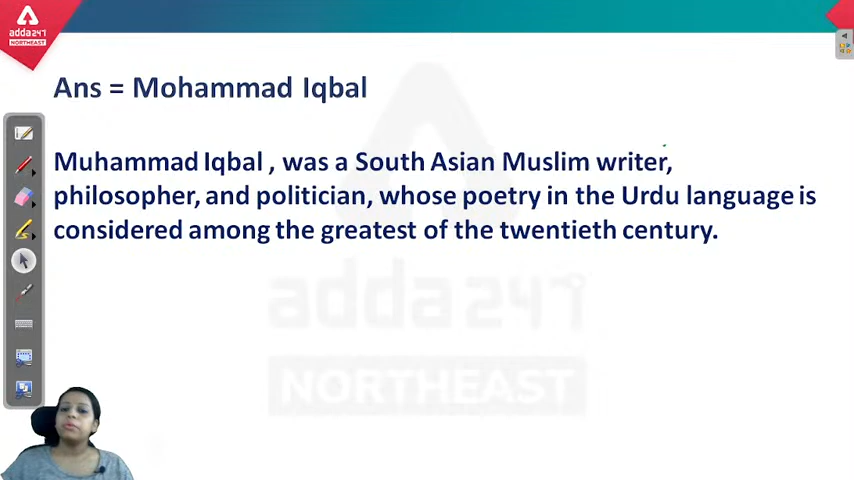 adda247
NORTHEAST
Ans = Mohammad Iqbal
Muhammad Iqbal , was a South Asian Muslim writer,
philosopher, and politician, whose poetry in the Urdu language is
considered among the greatest of the twentieth century.
adda247
NORTHEAST